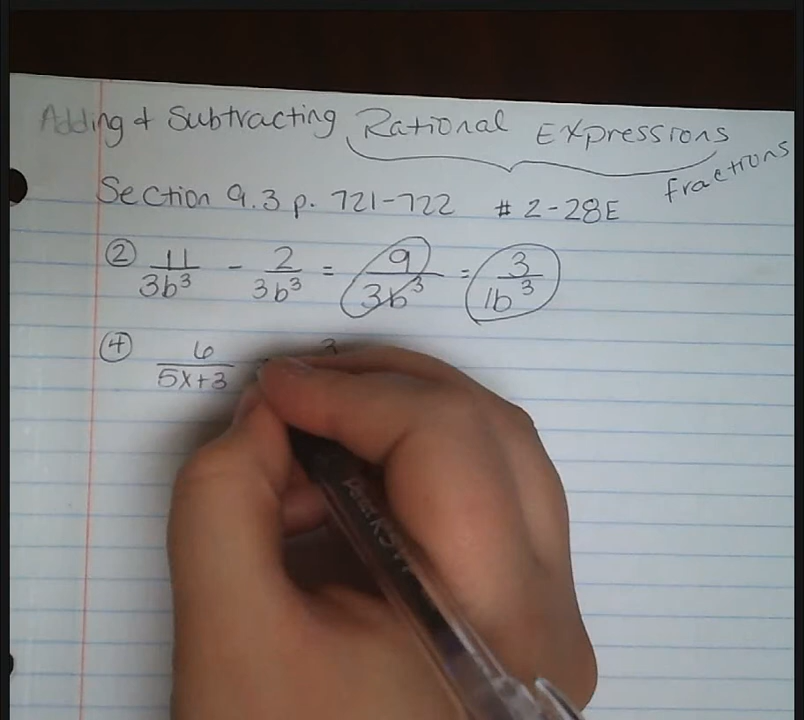 Adding & Subtracting Rational Expressions
fractions
Section 9.3 p. 721-722 # 2-28E
② 11/3b³ - 2/3b³ = 9/3b³ = 3/1b³
④ 6/5x+3